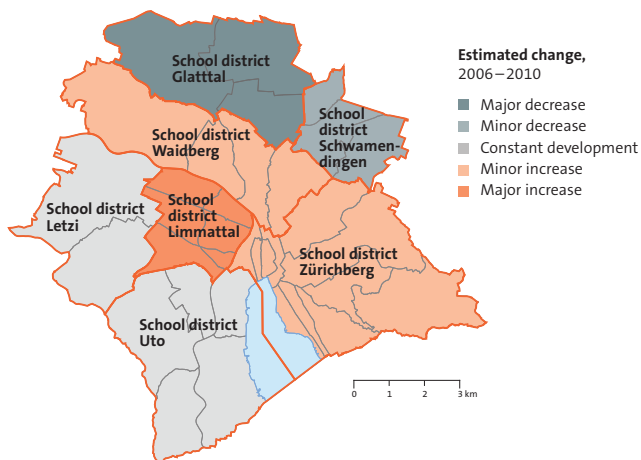 School district
Glatttal
School
district
Schwamen-
dingen
School district
Waidberg
School district
Letzi
School
district
Limmattal
School district
Zürichberg
School district
Uto
Estimated change,
2006–2010
Major decrease
Minor decrease
Constant development
Minor increase
Major increase
0 1 2 3 km